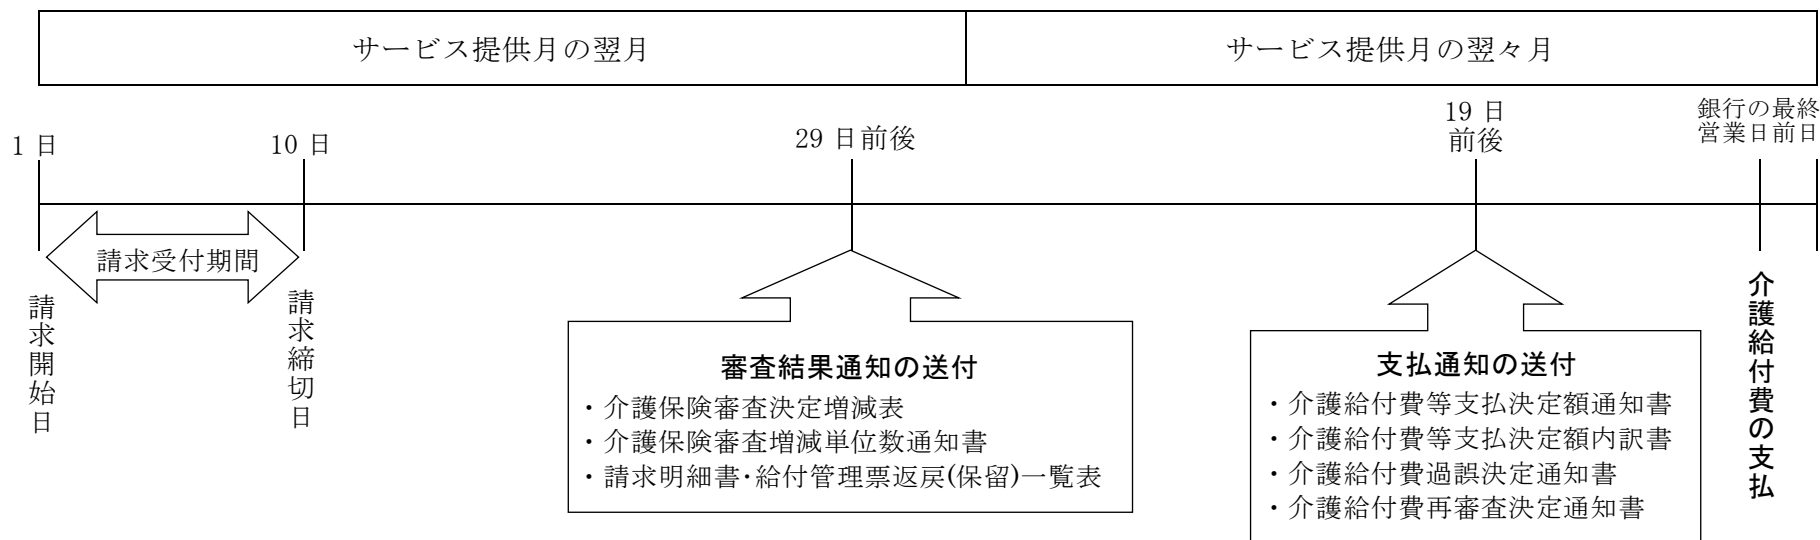 サービス提供月の翌月
サービス提供月の翌々月
1 日
10 日
29 日前後
19 日
前後
銀行の最終
営業日前日
請求受付期間
請求開始日
請求締切日
審査結果通知の送付
・介護保険審査決定増減表
・介護保険審査増減単位数通知書
・請求明細書・給付管理票返戻(保留)一覧表
支払通知の送付
・介護給付費等支払決定額通知書
・介護給付費等支払決定額内訳書
・介護給付費過誤決定通知書
・介護給付費再審査決定通知書
介護給付費の支払